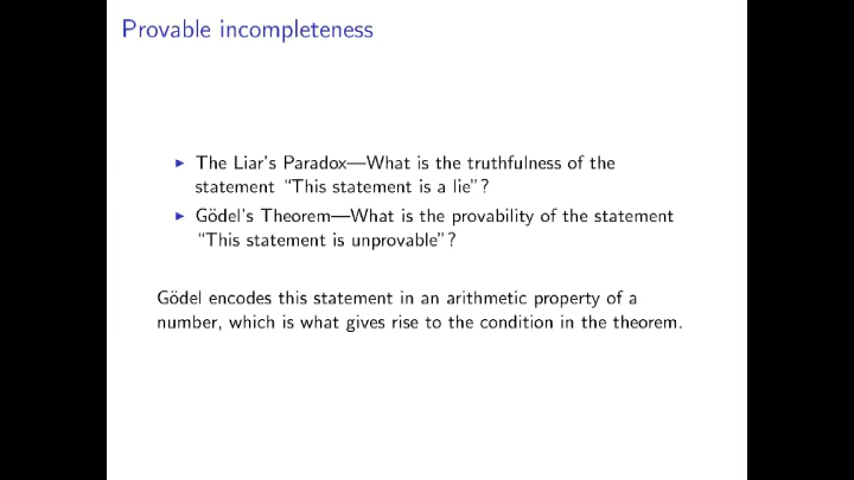 Provable incompleteness
▶ The Liar's Paradox—What is the truthfulness of the
statement “This statement is a lie”?
▶ Gödel's Theorem—What is the provability of the statement
“This statement is unprovable”?
Gödel encodes this statement in an arithmetic property of a
number, which is what gives rise to the condition in the theorem.